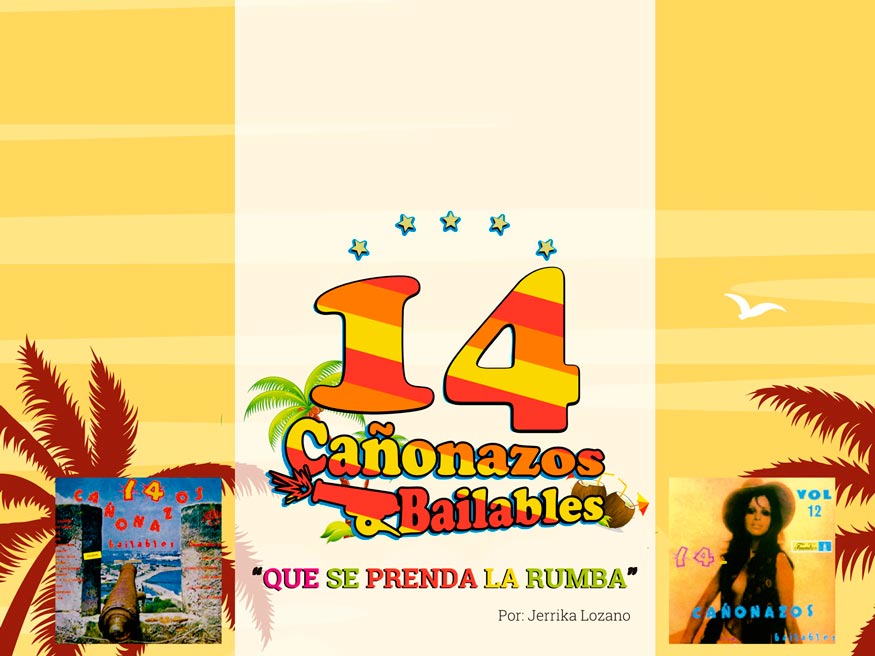 14
Cañonazos
Bailables
“QUE SE PRENDA LA RUMBA”
Por: Jerrika Lozano
14
CAÑONAZOS
bailables
VOL
12
14
CAÑONAZOS
bailables